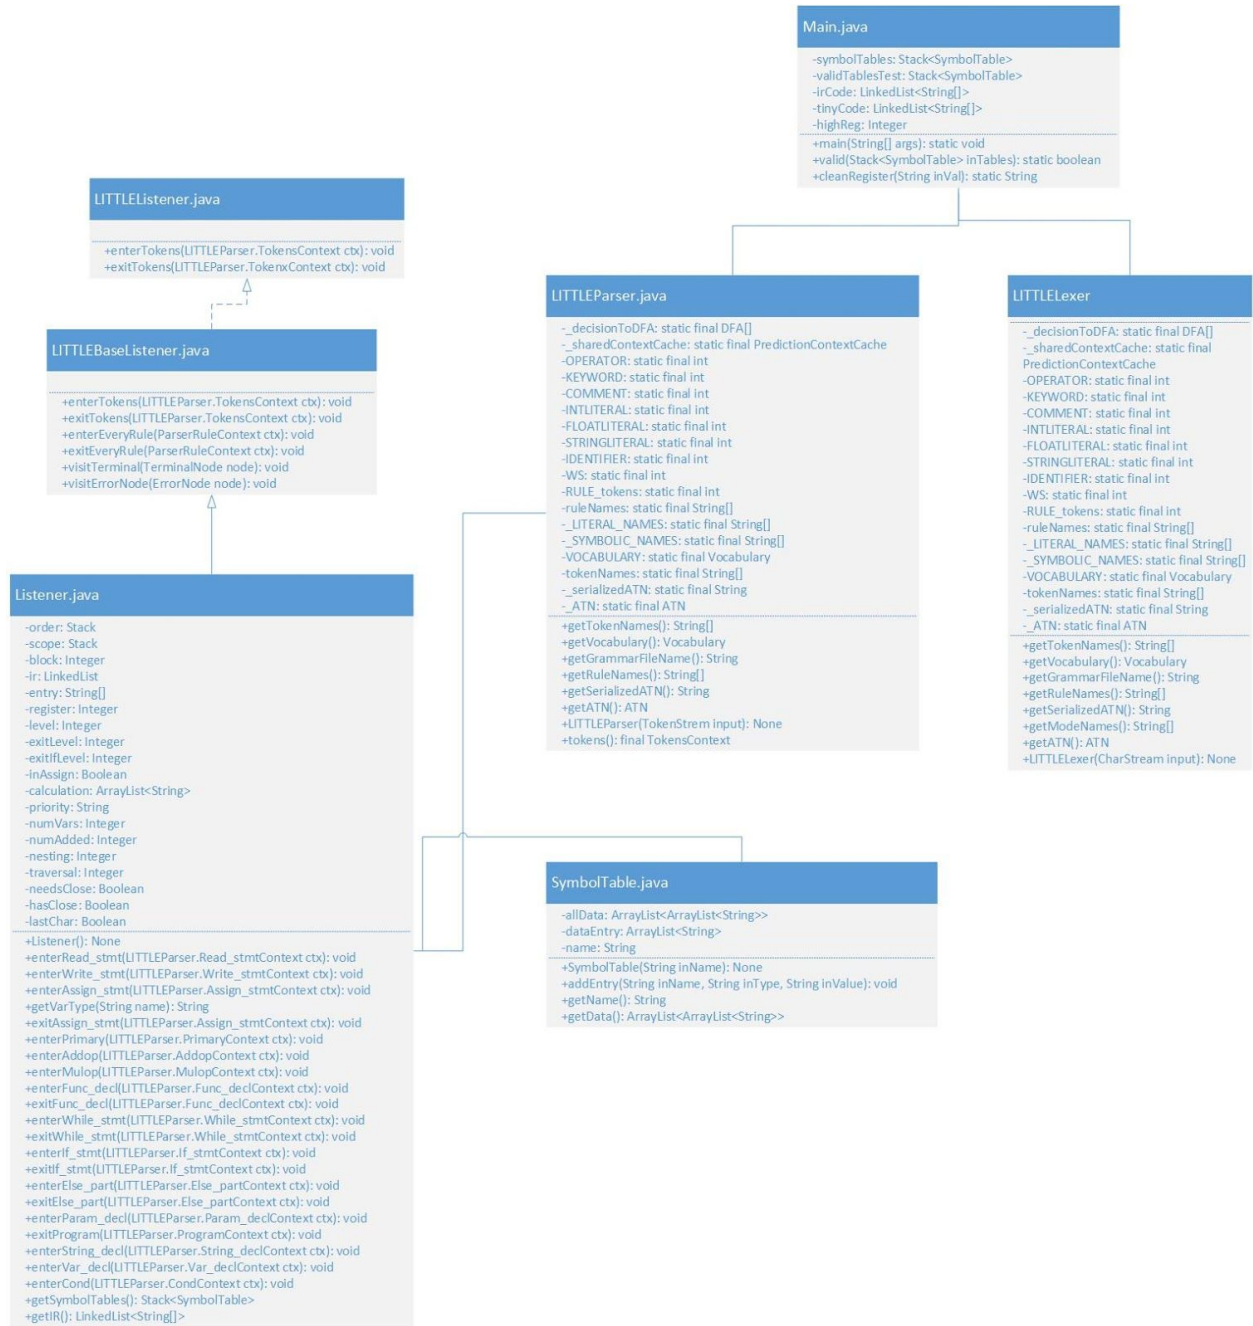 Main.java
-symbolTables: Stack<SymbolTable>
-validTablesTest: Stack<SymbolTable>
-irCode: LinkedList<String[]>
-tinyCode: LinkedList<String[]>
-highReg: Integer
+main(String[] args): static void
+valid(Stack<SymbolTable> inTables): static boolean
+cleanRegister(String inVal): static String
LITTLEListener.java
+enterTokens(LITTLEParser.TokensContext ctx): void
+exitTokens(LITTLEParser.TokenxContext ctx): void
LITTLEBaseListener.java
+enterTokens(LITTLEParser.TokensContext ctx): void
+exitTokens(LITTLEParser.TokensContext ctx): void
+enterEveryRule(ParserRuleContext ctx): void
+exitEveryRule(ParserRuleContext ctx): void
+visitTerminal(TerminalNode node): void
+visitErrorNode(ErrorNode node): void
LITTLEParser.java
-_decisionToDFA: static final DFA[]
-_sharedContextCache: static final PredictionContextCache
-OPERATOR: static final int
-KEYWORD: static final int
-COMMENT: static final int
-INTLITERAL: static final int
-FLOATLITERAL: static final int
-STRINGLITERAL: static final int
-IDENTIFIER: static final int
-WS: static final int
-RULE_tokens: static final int
-ruleNames: static final String[]
-_LITERAL_NAMES: static final String[]
-_SYMBOLIC_NAMES: static final String[]
-VOCABULARY: static final Vocabulary
-tokenNames: static final String[]
-_serializedATN: static final String
-_ATN: static final ATN
+getTokenNames(): String[]
+getVocabulary(): Vocabulary
+getGrammarFileName(): String
+getRuleNames(): String[]
+getSerializedATN(): String
+getATN(): ATN
+LITTLEParser(TokenStrem input): None
+tokens(): final TokensContext
LITTLELexer
-_decisionToDFA: static final DFA[]
-_sharedContextCache: static final
PredictionContextCache
-OPERATOR: static final int
-KEYWORD: static final int
-COMMENT: static final int
-INTLITERAL: static final int
-FLOATLITERAL: static final int
-STRINGLITERAL: static final int
-IDENTIFIER: static final int
-WS: static final int
-RULE_tokens: static final int
-ruleNames: static final String[]
-_LITERAL_NAMES: static final String[]
-_SYMBOLIC_NAMES: static final String[]
-VOCABULARY: static final Vocabulary
-tokenNames: static final String[]
-_serializedATN: static final String
-_ATN: static final ATN
+getTokenNames(): String[]
+getVocabulary(): Vocabulary
+getGrammarFileName(): String
+getRuleNames(): String[]
+getSerializedATN(): String
+getModeNames(): String[]
+getATN(): ATN
+LITTLELexer(CharStream input): None
Listener.java
-order: Stack
-scope: Stack
-block: Integer
-ir: LinkedList
-entry: String[]
-register: Integer
-level: Integer
-exitLevel: Integer
-exitIfLevel: Integer
-inAssign: Boolean
-calculation: ArrayList<String>
-priority: String
-numVars: Integer
-numAdded: Integer
-nesting: Integer
-traversal: Integer
-needsClose: Boolean
-hasClose: Boolean
-lastChar: Boolean
+Listener(): None
+enterRead_stmt(LITTLEParser.Read_stmtContext ctx): void
+enterWrite_stmt(LITTLEParser.Write_stmtContext ctx): void
+enterAssign_stmt(LITTLEParser.Assign_stmtContext ctx): void
+getVarType(String name): String
+exitAssign_stmt(LITTLEParser.Assign_stmtContext ctx): void
+enterPrimary(LITTLEParser.PrimaryContext ctx): void
+enterAddop(LITTLEParser.AddopContext ctx): void
+enterMulop(LITTLEParser.MulopContext ctx): void
+enterFunc_decl(LITTLEParser.Func_declContext ctx): void
+exitFunc_decl(LITTLEParser.Func_declContext ctx): void
+enterWhile_stmt(LITTLEParser.While_stmtContext ctx): void
+exitWhile_stmt(LITTLEParser.While_stmtContext ctx): void
+enterIf_stmt(LITTLEParser.If_stmtContext ctx): void
+exitIf_stmt(LITTLEParser.If_stmtContext ctx): void
+enterElse_part(LITTLEParser.Else_partContext ctx): void
+exitElse_part(LITTLEParser.Else_partContext ctx): void
+enterParam_decl(LITTLEParser.Param_declContext ctx): void
+exitProgram(LITTLEParser.ProgramContext ctx): void
+enterString_decl(LITTLEParser.String_declContext ctx): void
+enterVar_decl(LITTLEParser.Var_declContext ctx): void
+enterCond(LITTLEParser.CondContext ctx): void
+getSymbolTables(): Stack<SymbolTable>
+getIR(): LinkedList<String[]>
SymbolTable.java
-allData: ArrayList<ArrayList<String>>
-dataEntry: ArrayList<String>
-name: String
+SymbolTable(String inName): None
+addEntry(String inName, String inType, String inValue): void
+getName(): String
+getData(): ArrayList<ArrayList<String>>